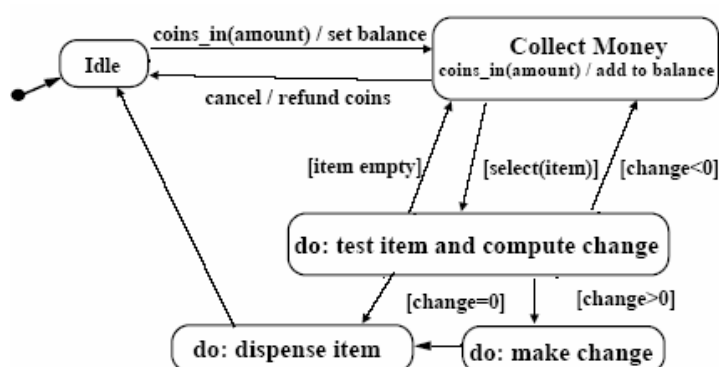 coins_in(amount) / set balance
Idle
Collect Money
coins_in(amount) / add to balance
cancel / refund coins
[item empty]
[select(item)]
[change<0]
do: test item and compute change
[change=0]
[change>0]
do: dispense item
do: make change